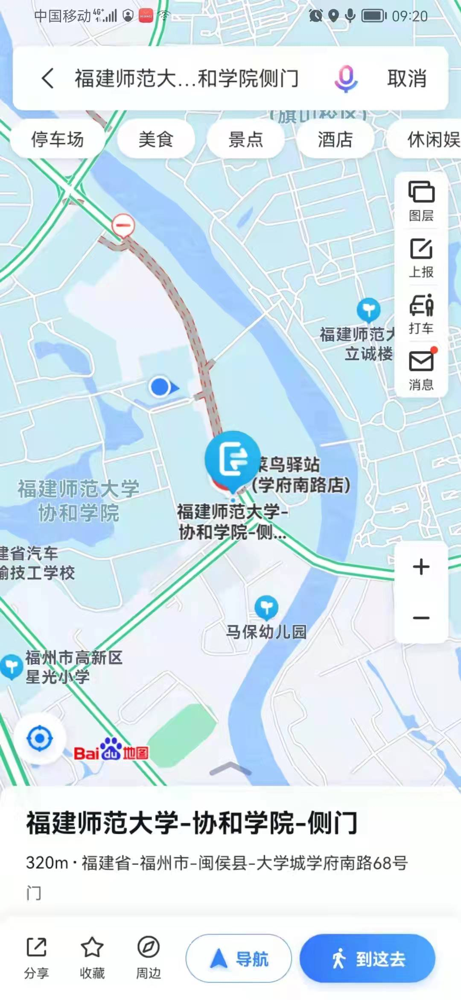 中国移动 4G+ HUAWEI 09:20
福建师范大...和学院侧门 取消
(旗山校区)
停车场 美食 景点 酒店 休闲娱
图层
上报
打车
消息
福建师范大
立诚楼
菜鸟驿站
(学府南路店)
福建师范大学
协和学院
福建师范大学-
协和学院-侧...
建省汽车
输技工学校
马保幼儿园
福州市高新区
星光小学
Bai du 地图
福建师范大学-协和学院-侧门
320m·福建省-福州市-闽侯县-大学城学府南路68号
门
分享 收藏 周边 导航 到这去